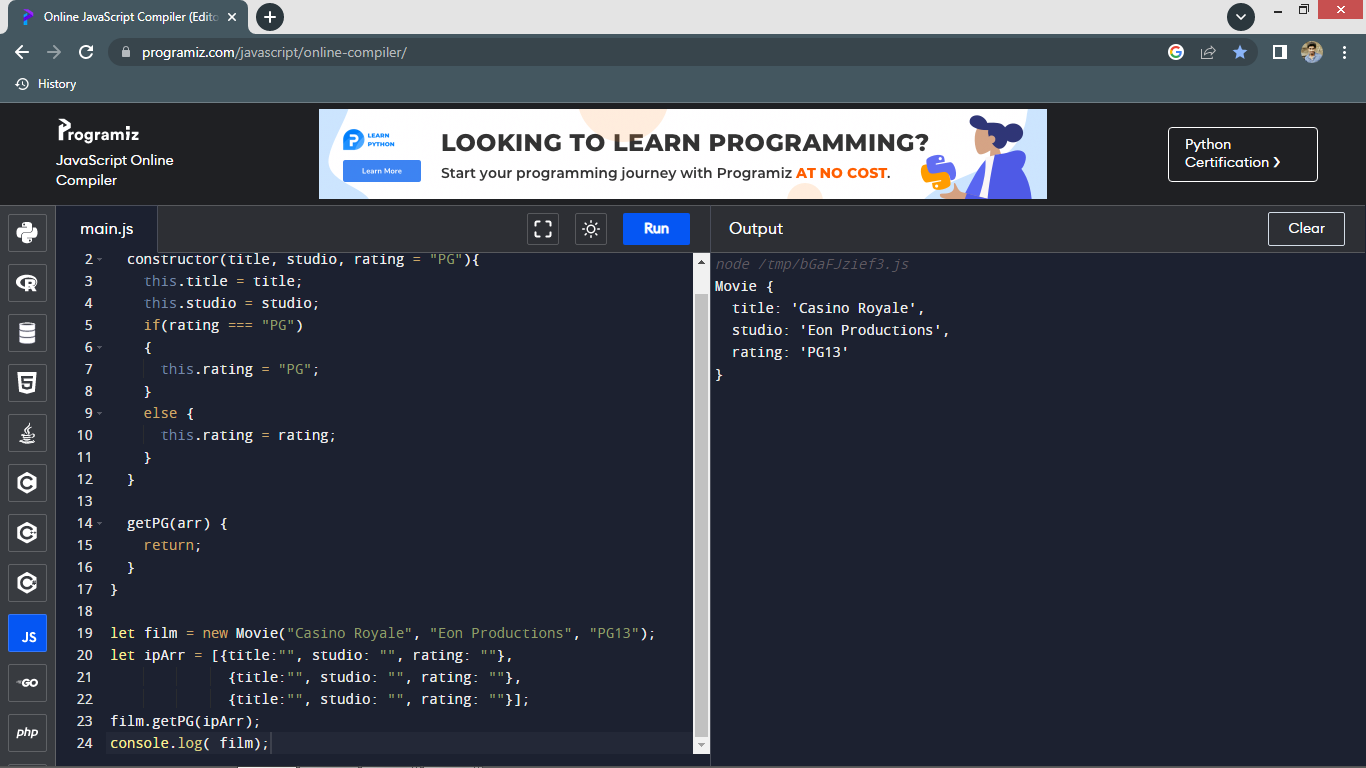 Online JavaScript Compiler (Edito
programiz.com/javascript/online-compiler/
History
Programiz
JavaScript Online
Compiler
LEARN
PYTHON
Learn More
LOOKING TO LEARN PROGRAMMING?
Start your programming journey with Programiz AT NO COST.
Python
Certification ❯
main.js
Run
Output
Clear
2 constructor(title, studio, rating = "PG"){
3 this.title = title;
4 this.studio = studio;
5 if(rating === "PG")
6 {
7 this.rating = "PG";
8 }
9 else {
10 this.rating = rating;
11 }
12 }
13
14 getPG(arr) {
15 return;
16 }
17 }
18
19 let film = new Movie("Casino Royale", "Eon Productions", "PG13");
20 let ipArr = [{title:"", studio: "", rating: ""},
21 {title:"", studio: "", rating: ""},
22 {title:"", studio: "", rating: ""}];
23 film.getPG(ipArr);
24 console.log( film);
node /tmp/bGaFJzief3.js
Movie {
title: 'Casino Royale',
studio: 'Eon Productions',
rating: 'PG13'
}
R
5
C
C
C
JS
GO
php